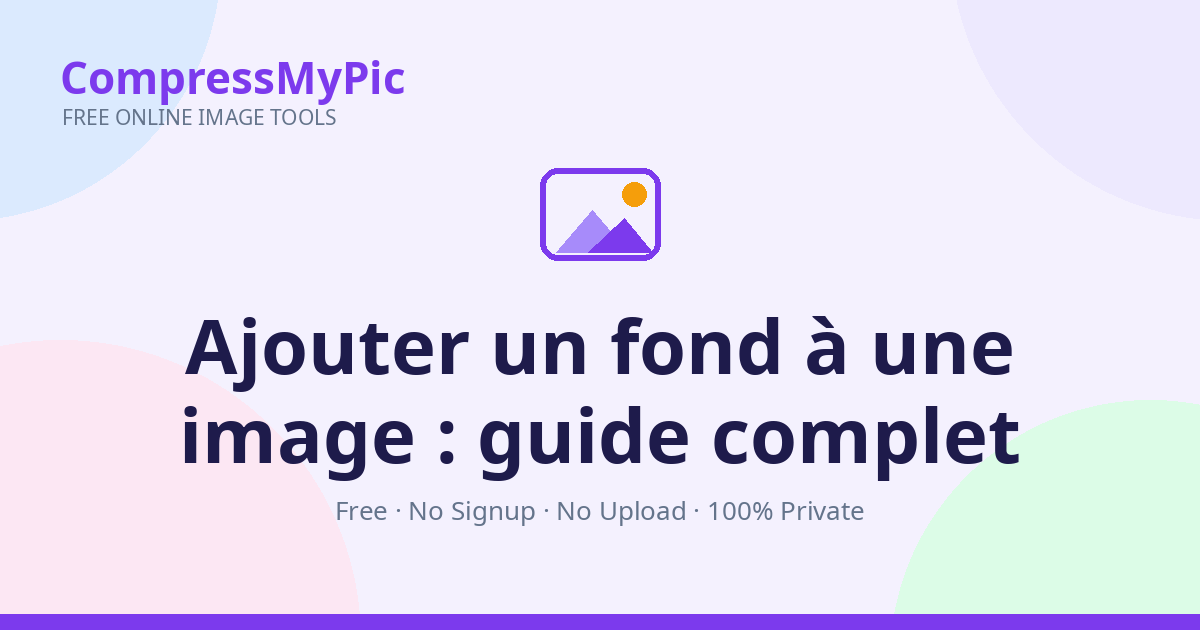 CompressMyPic
FREE ONLINE IMAGE TOOLS
Ajouter un fond à une
image : guide complet
Free · No Signup · No Upload · 100% Private